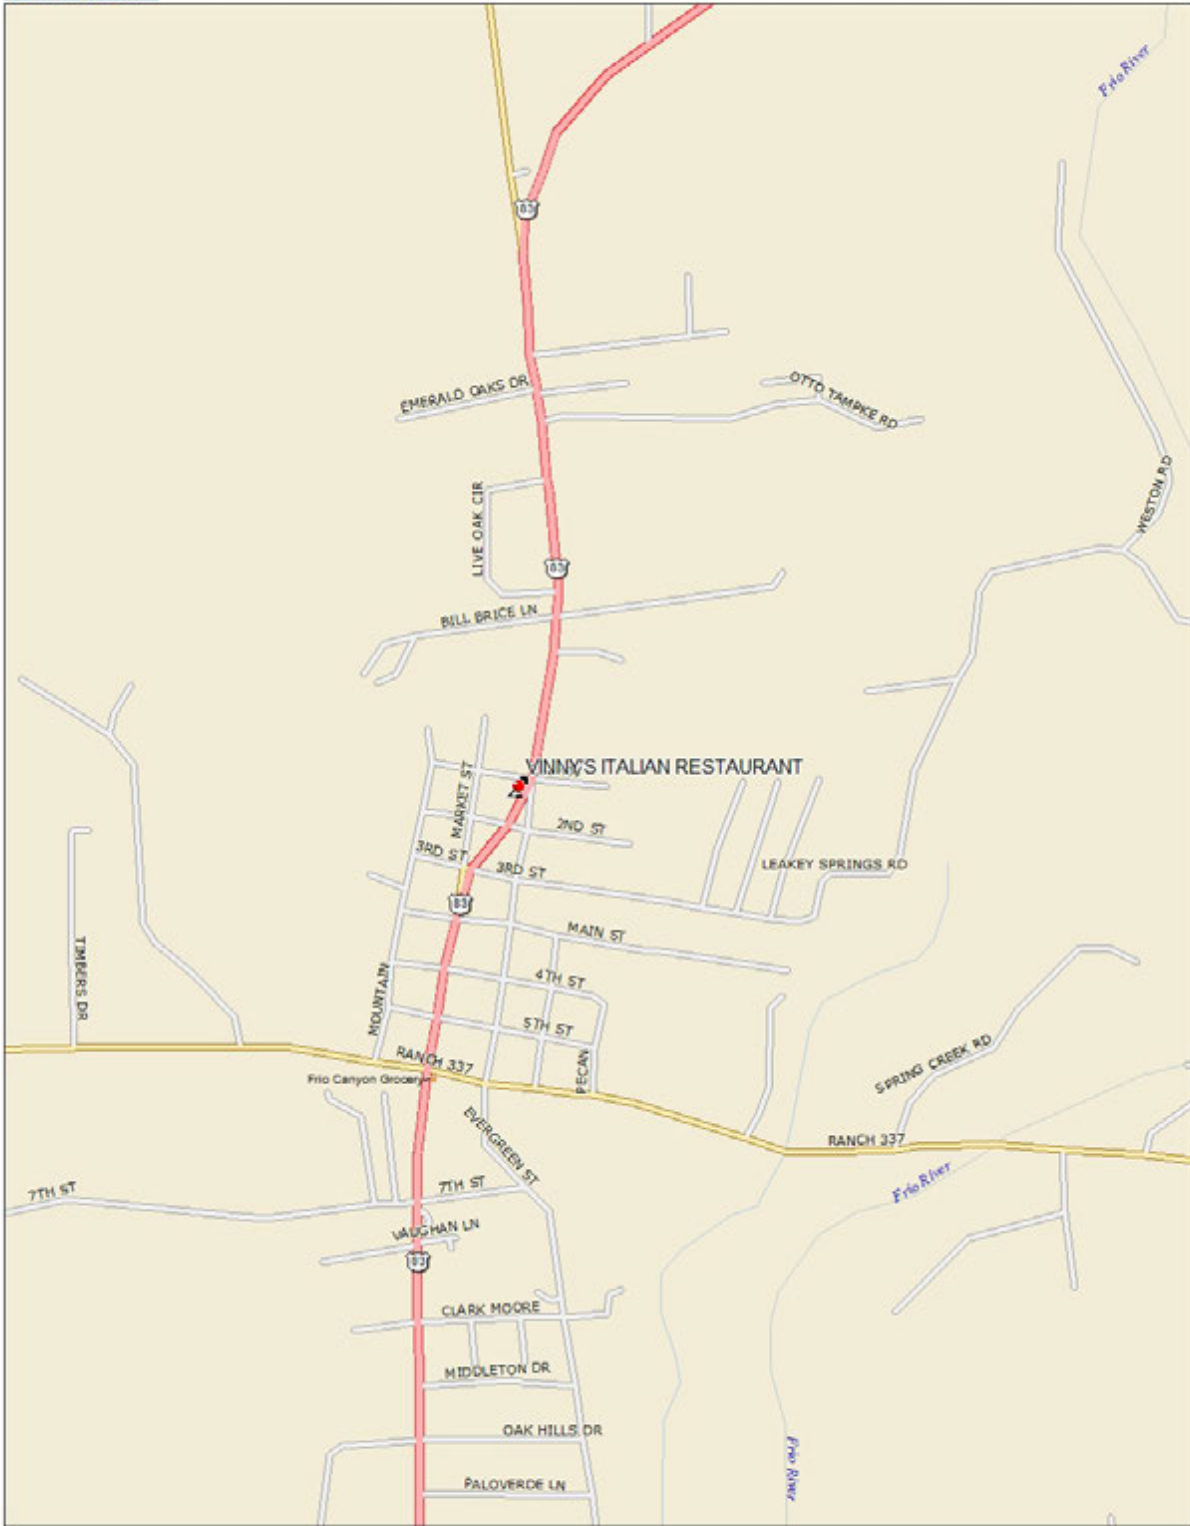 Frio River
83
EMERALD OAKS DR
OTTO TAMPKE RD
WESTON RD
LIVE OAK CIR
83
BILL BRICE LN
VINNY'S ITALIAN RESTAURANT
MARKET ST
2ND ST
3RD ST
3RD ST
LEAKEY SPRINGS RD
83
MAIN ST
TIMBERS DR
MOUNTAIN
4TH ST
5TH ST
PECAN
RANCH 337
Frio Canyon Grocery
SPRING CREEK RD
EVERGREEN ST
RANCH 337
Frio River
7TH ST
7TH ST
VAUGHAN LN
83
CLARK MOORE
MIDDLETON DR
OAK HILLS DR
Frio River
PALOVERDE LN